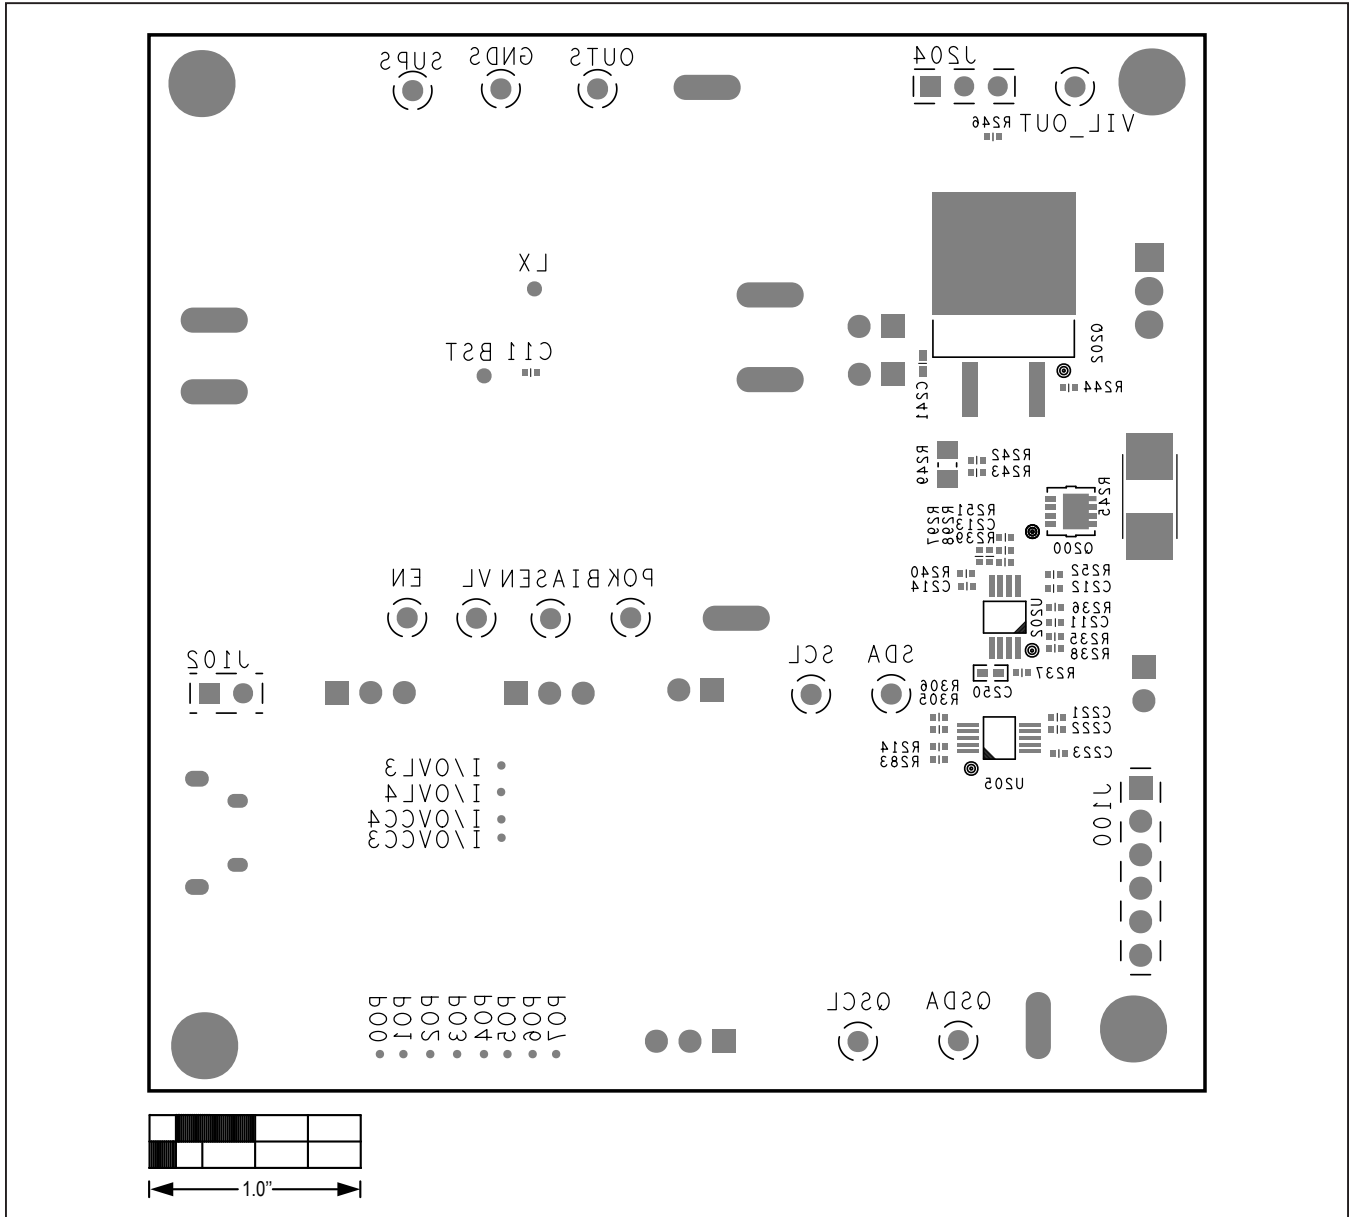 SUPS
GNDS
OUTS
J204
R246
VIL_OUT
LX
BST
C11
Q202
R244
C241
R249
R242
R243
R245
R297
R298
R251
C213
R239
Q200
R240
C214
R252
C212
U202
R236
C211
R235
R238
EN
VL
BIASEN
POK
SCL
SDA
J102
R237
C250
R306
R305
C221
C222
R214
R283
C223
U205
I/OVL3
I/OVL4
I/OVCC4
I/OVCC3
J100
P00
P01
P02
P03
P04
P05
P06
P07
QSCL
QSDA
1.0”